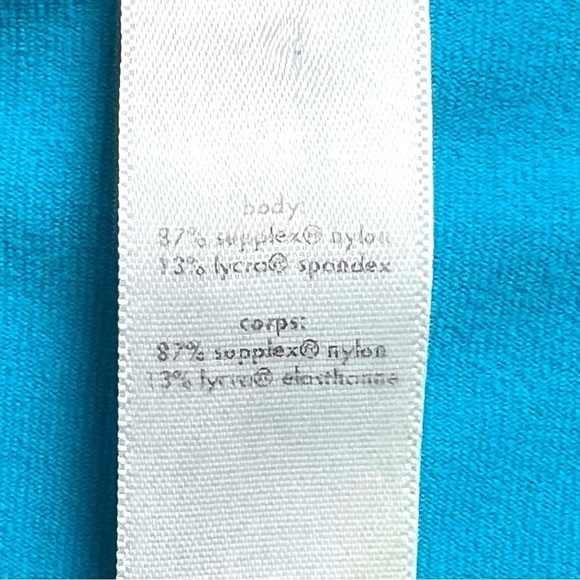 body:
87% supplex® nylon
13% lycra® spandex
corps:
87% supplex® nylon
13% lycra® elasthanne